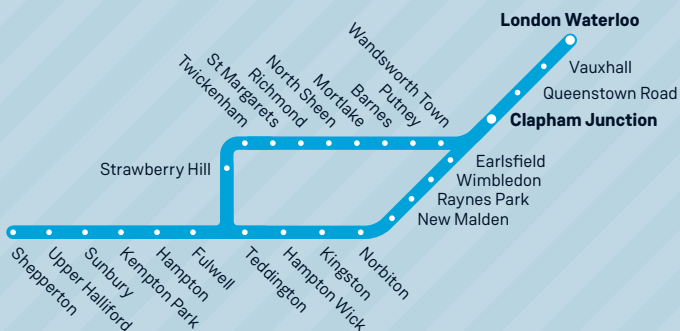 London Waterloo
Vauxhall
Queenstown Road
Clapham Junction
Wandsworth Town
Putney
Barnes
Mortlake
North Sheen
Richmond
St Margarets
Twickenham
Strawberry Hill
Earlsfield
Wimbledon
Raynes Park
New Malden
Norbiton
Kingston
Hampton Wick
Teddington
Fulwell
Hampton
Kempton Park
Sunbury
Upper Halliford
Shepperton